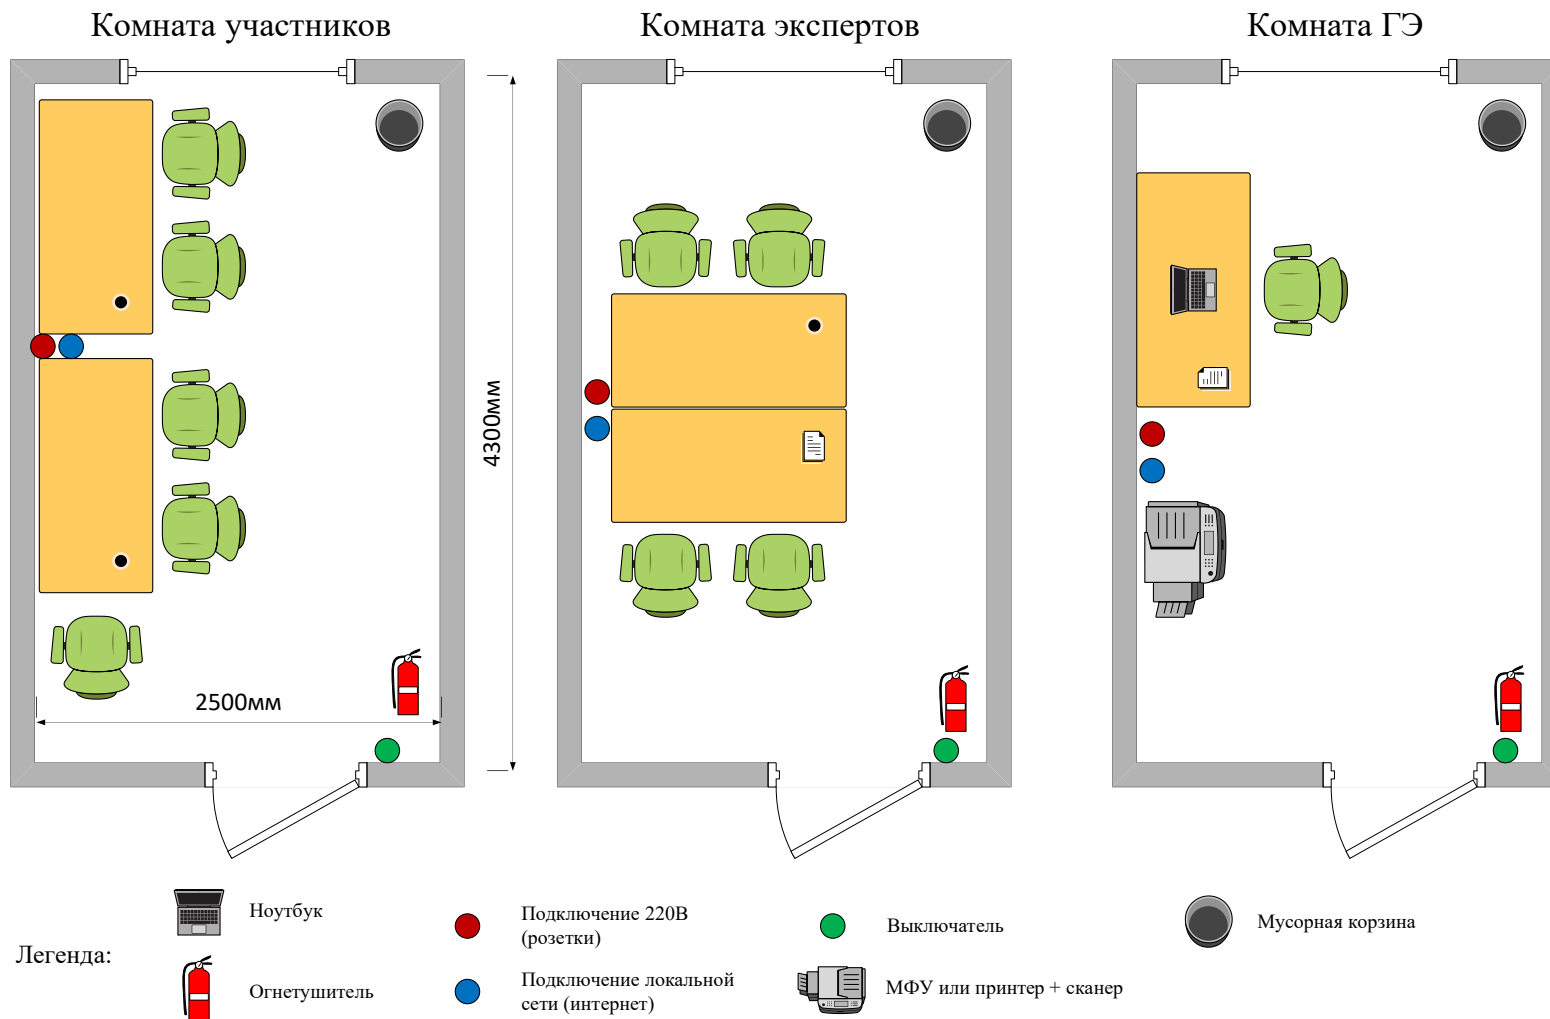 Комната участников
Комната экспертов
Комната ГЭ
4300мм
2500мм
Легенда:
Ноутбук
Огнетушитель
Подключение 220В
(розетки)
Подключение локальной
сети (интернет)
Выключатель
МФУ или принтер + сканер
Мусорная корзина